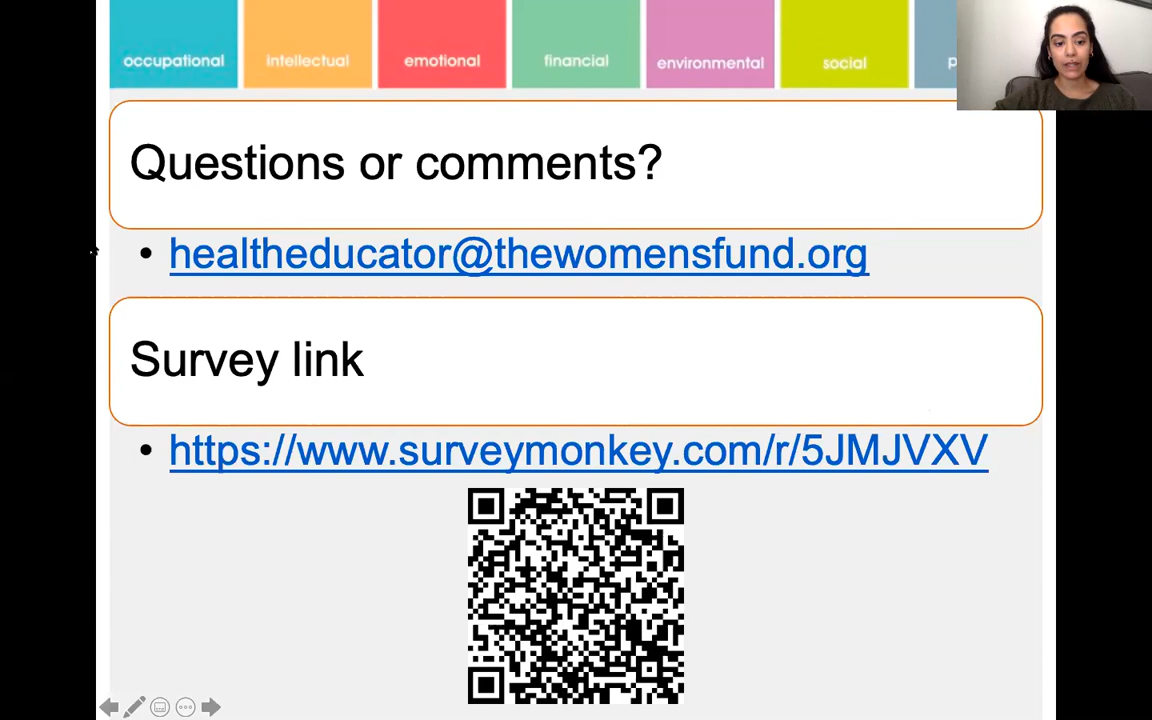 occupational
intellectual
emotional
financial
environmental
social
Questions or comments?
• healtheducator@thewomensfund.org
Survey link
• https://www.surveymonkey.com/r/5JMJVXV